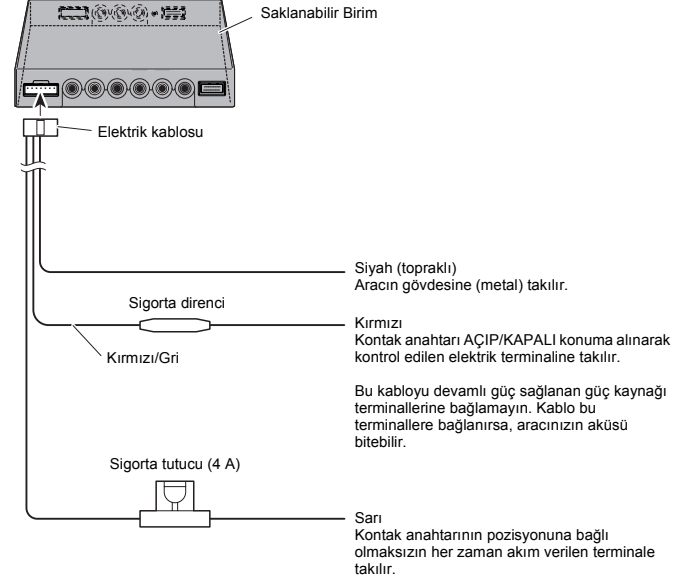 Saklanabilir Birim
Elektrik kablosu
Siyah (topraklı)
Aracın gövdesine (metal) takılır.
Sigorta direnci
Kırmızı
Kontak anahtarı AÇIP/KAPALI konuma alınarak
kontrol edilen elektrik terminaline takılır.
Kırmızı/Gri
Bu kabloyu devamlı güç sağlanan güç kaynağı
terminallerine bağlamayın. Kablo bu
terminallere bağlanırsa, aracınızın aküsü
bitebilir.
Sigorta tutucu (4 A)
Sarı
Kontak anahtarının pozisyonuna bağlı
olmaksızın her zaman akım verilen terminale
takılır.